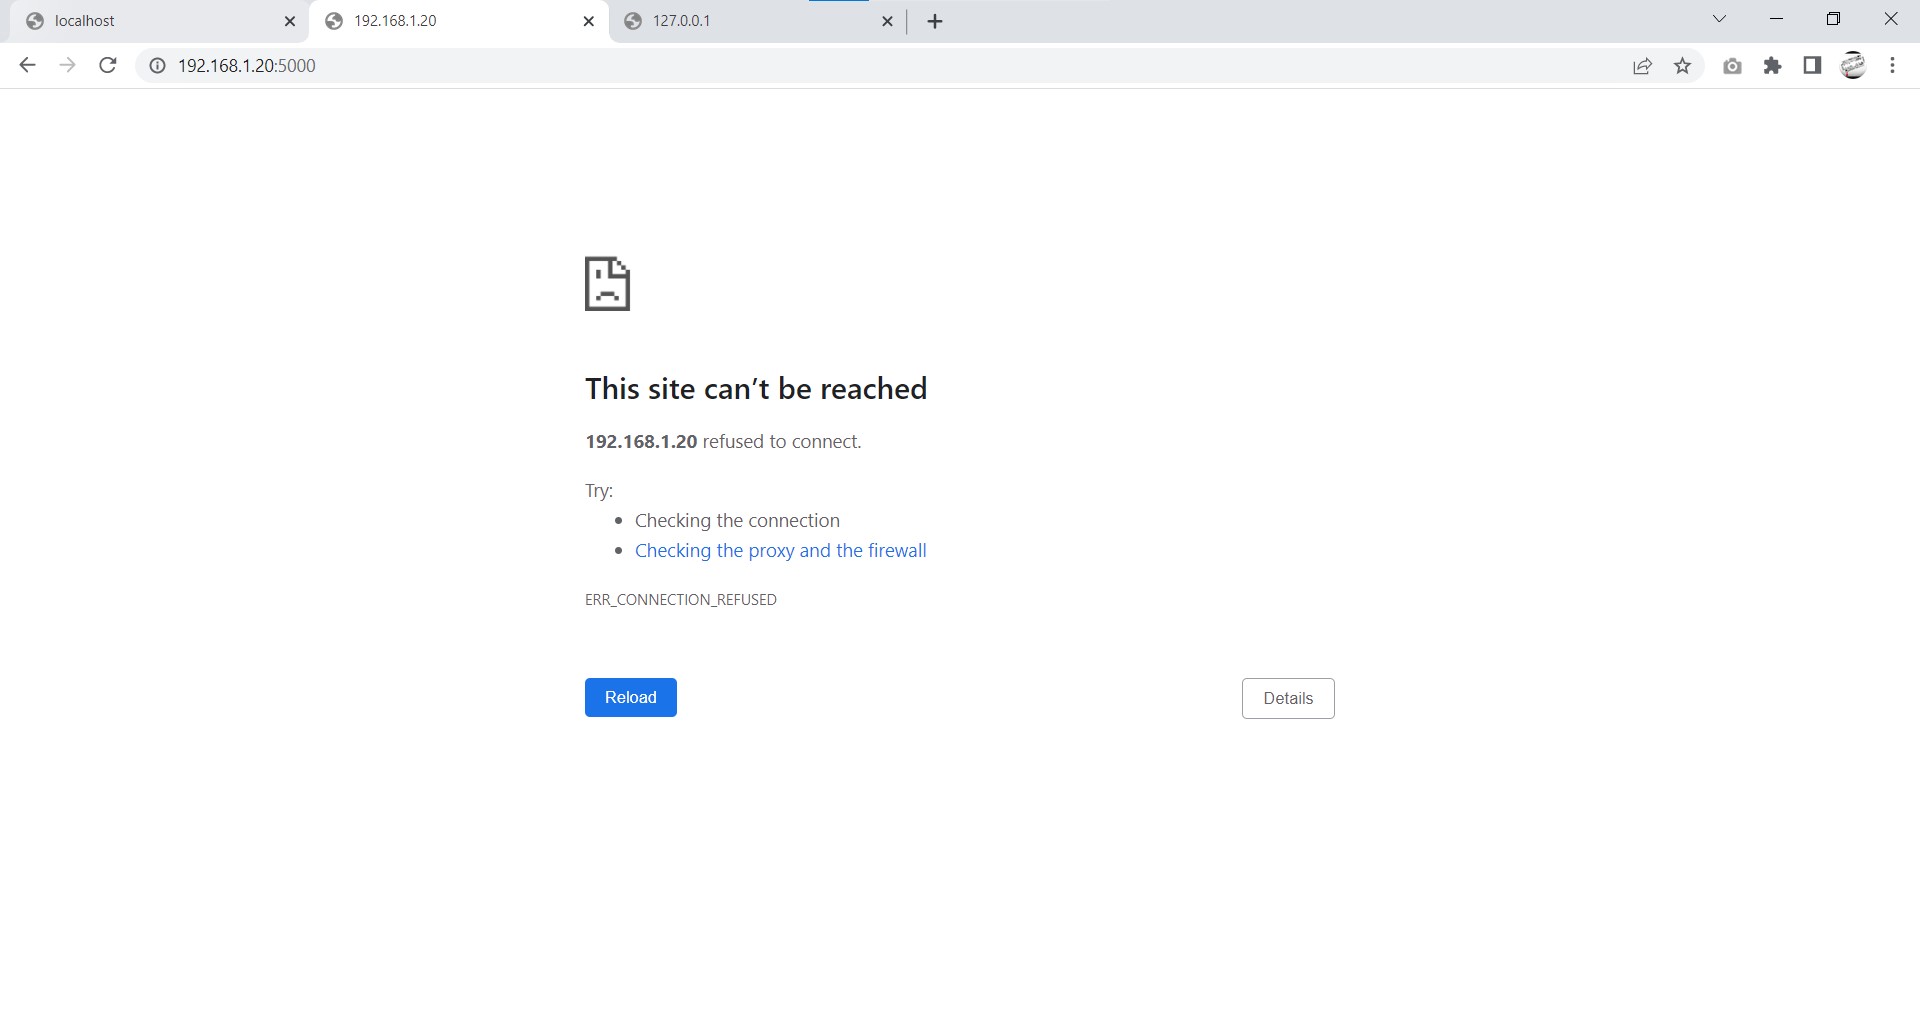 localhost
192.168.1.20
127.0.0.1
192.168.1.20:5000
This site can’t be reached
192.168.1.20 refused to connect.
Try:
Checking the connection
Checking the proxy and the firewall
ERR_CONNECTION_REFUSED
Reload
Details